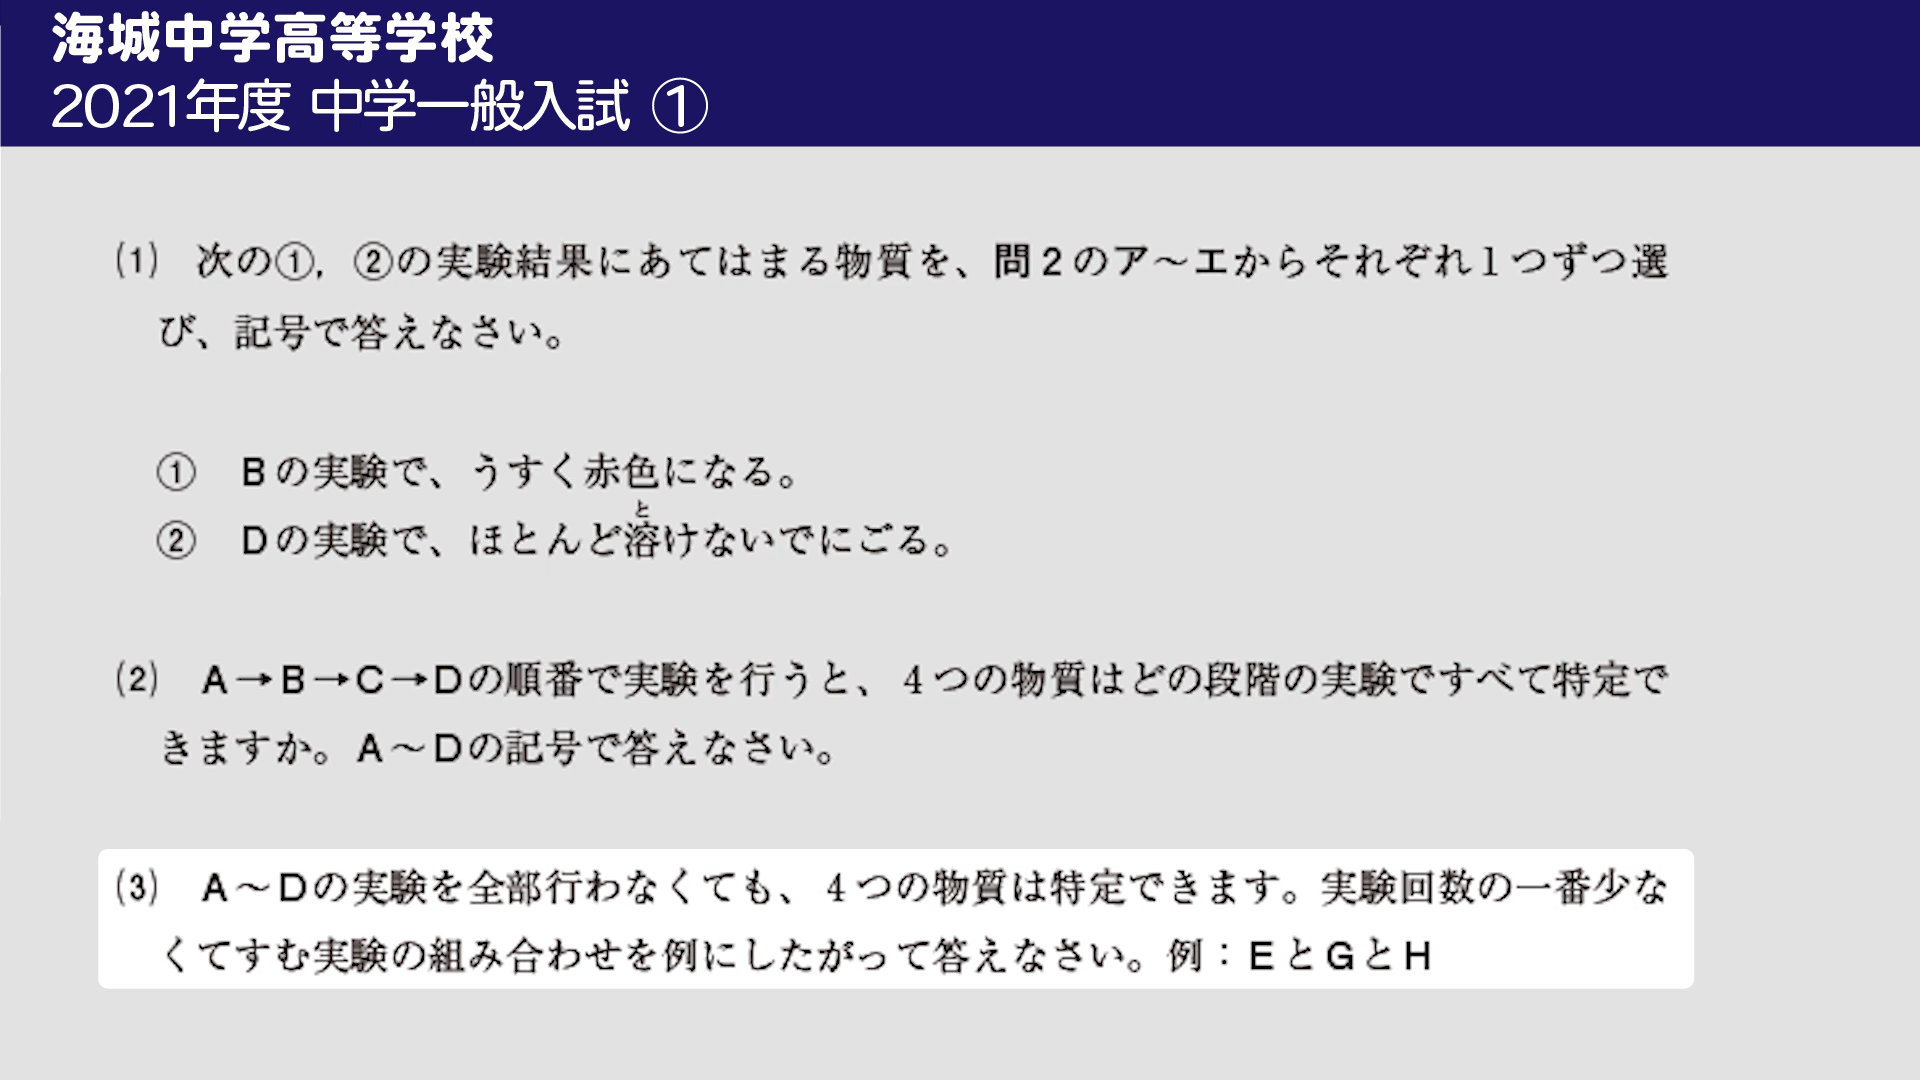 海城中学高等学校
2021年度 中学一般入試 ①
(1) 次の①,②の実験結果にあてはまる物質を、問2のア～エからそれぞれ1つずつ選
び、記号で答えなさい。
① Bの実験で、うすく赤色になる。
と
② Dの実験で、ほとんど溶けないでにごる。
(2) A→B→C→Dの順番で実験を行うと、4つの物質はどの段階の実験ですべて特定で
きますか。A～Dの記号で答えなさい。
(3) A～Dの実験を全部行わなくても、4つの物質は特定できます。実験回数の一番少な
くてすむ実験の組み合わせを例にしたがって答えなさい。例：EとGとH